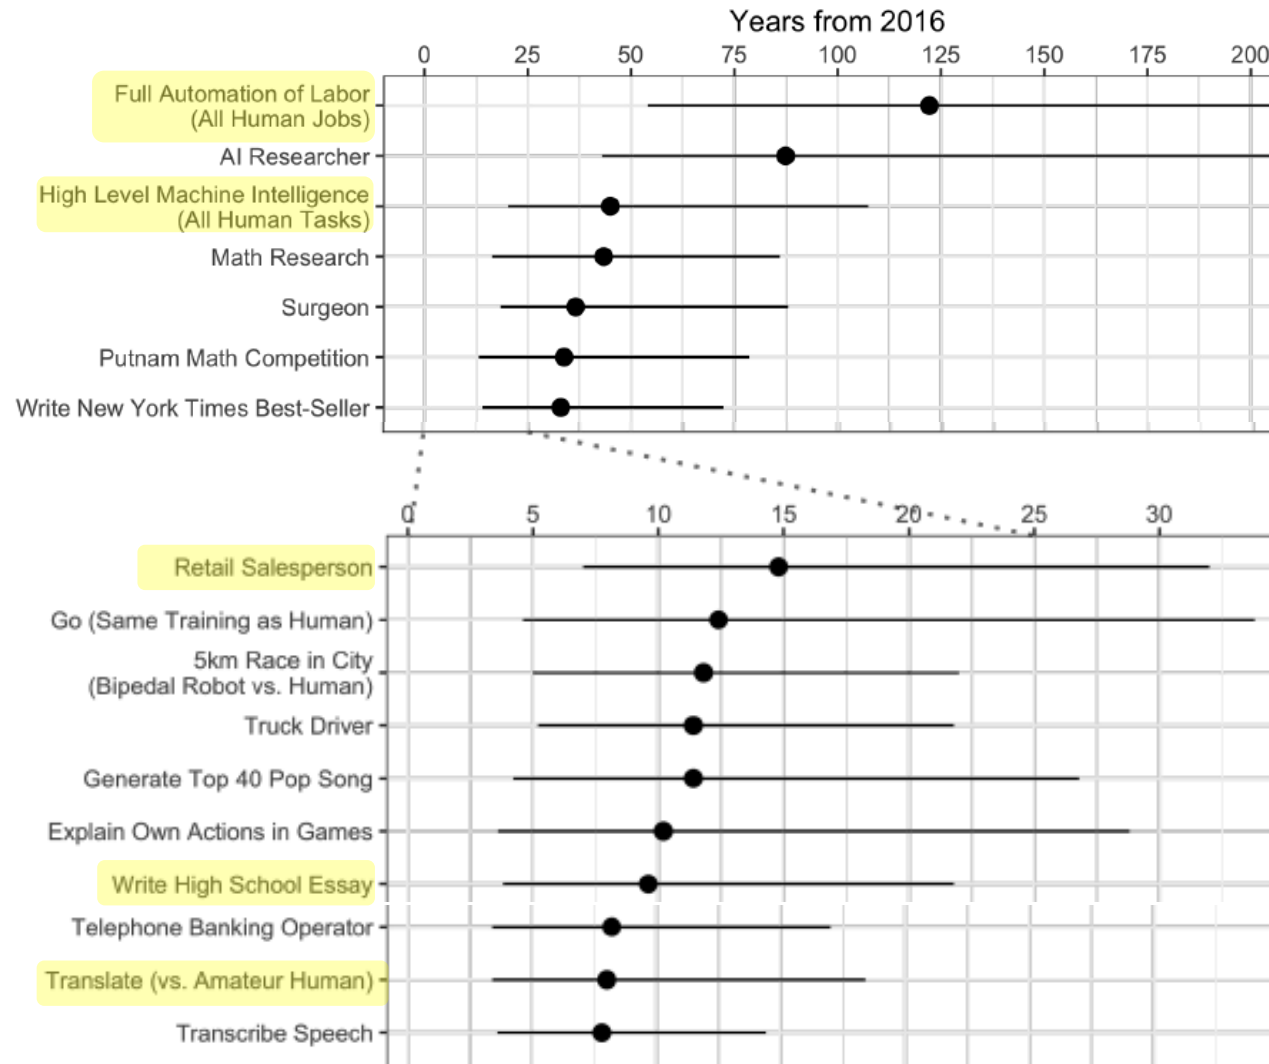 Years from 2016
0 25 50 75 100 125 150 175 200
Full Automation of Labor
(All Human Jobs)
AI Researcher
High Level Machine Intelligence
(All Human Tasks)
Math Research
Surgeon
Putnam Math Competition
Write New York Times Best-Seller
0 5 10 15 20 25 30
Retail Salesperson
Go (Same Training as Human)
5km Race in City
(Bipedal Robot vs. Human)
Truck Driver
Generate Top 40 Pop Song
Explain Own Actions in Games
Write High School Essay
Telephone Banking Operator
Translate (vs. Amateur Human)
Transcribe Speech